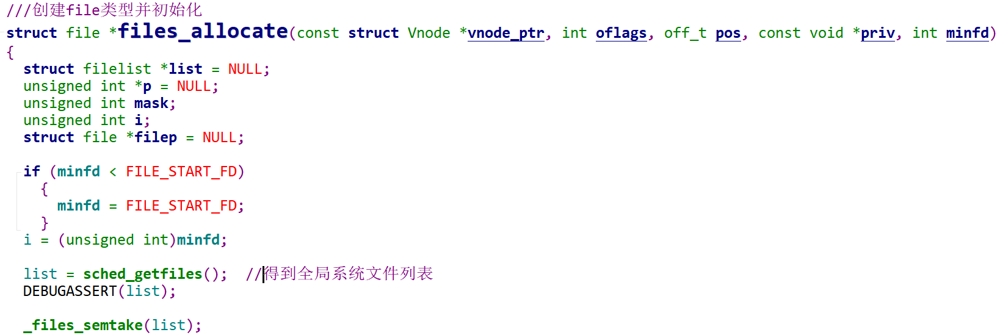 ///创建file类型并初始化
struct file *files_allocate(const struct Vnode *vnode_ptr, int oflags, off_t pos, const void *priv, int minfd)
{
  struct filelist *list = NULL;
  unsigned int *p = NULL;
  unsigned int mask;
  unsigned int i;
  struct file *filep = NULL;

  if (minfd < FILE_START_FD)
    {
      minfd = FILE_START_FD;
    }
  i = (unsigned int)minfd;

  list = sched_getfiles();  //得到全局系统文件列表
  DEBUGASSERT(list);

  _files_semtake(list);